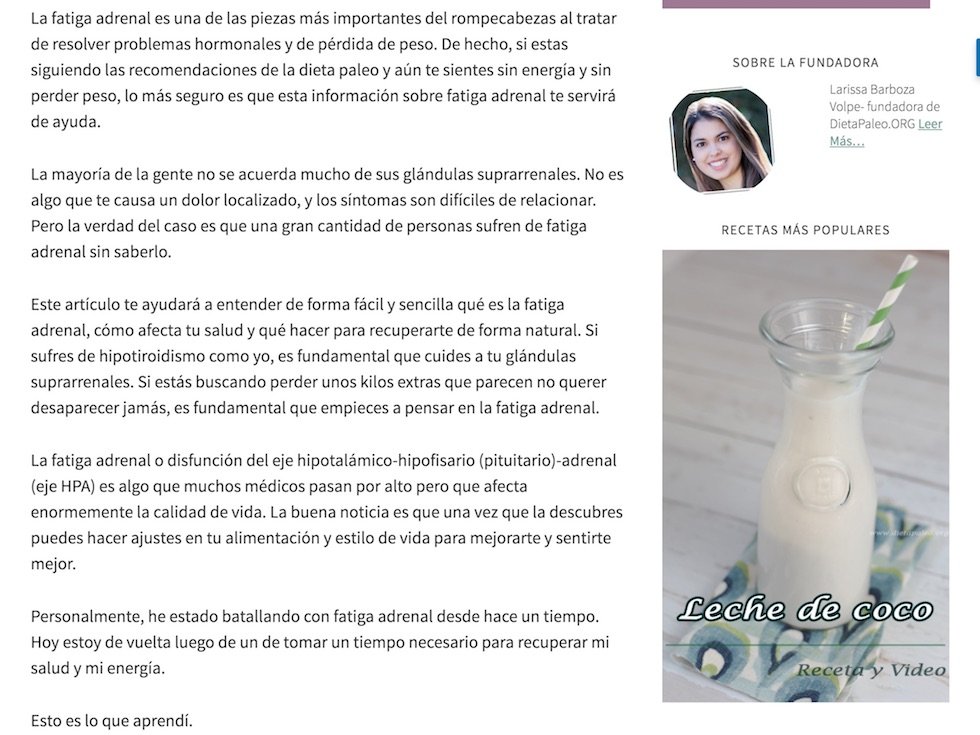 La fatiga adrenal es una de las piezas más importantes del rompecabezas al tratar
de resolver problemas hormonales y de pérdida de peso. De hecho, si estas
siguiendo las recomendaciones de la dieta paleo y aún te sientes sin energía y sin
perder peso, lo más seguro es que esta información sobre fatiga adrenal te servirá
de ayuda.
La mayoría de la gente no se acuerda mucho de sus glándulas suprarrenales. No es
algo que te causa un dolor localizado, y los síntomas son difíciles de relacionar.
Pero la verdad del caso es que una gran cantidad de personas sufren de fatiga
adrenal sin saberlo.
Este artículo te ayudará a entender de forma fácil y sencilla qué es la fatiga
adrenal, cómo afecta tu salud y qué hacer para recuperarte de forma natural. Si
sufres de hipotiroidismo como yo, es fundamental que cuides a tu glándulas
suprarrenales. Si estás buscando perder unos kilos extras que parecen no querer
desaparecer jamás, es fundamental que empieces a pensar en la fatiga adrenal.
La fatiga adrenal o disfunción del eje hipotalámico-hipofisario (pituitario)-adrenal
(eje HPA) es algo que muchos médicos pasan por alto pero que afecta
enormemente la calidad de vida. La buena noticia es que una vez que la descubres
puedes hacer ajustes en tu alimentación y estilo de vida para mejorarte y sentirte
mejor.
Personalmente, he estado batallando con fatiga adrenal desde hace un tiempo.
Hoy estoy de vuelta luego de un de tomar un tiempo necesario para recuperar mi
salud y mi energía.
Esto es lo que aprendí.
SOBRE LA FUNDADORA
Larissa Barboza
Volpe- fundadora de
DietaPaleo.ORG Leer
Más...
RECETAS MÁS POPULARES
www.dietapaleo.org
Leche de coco
Receta y Video